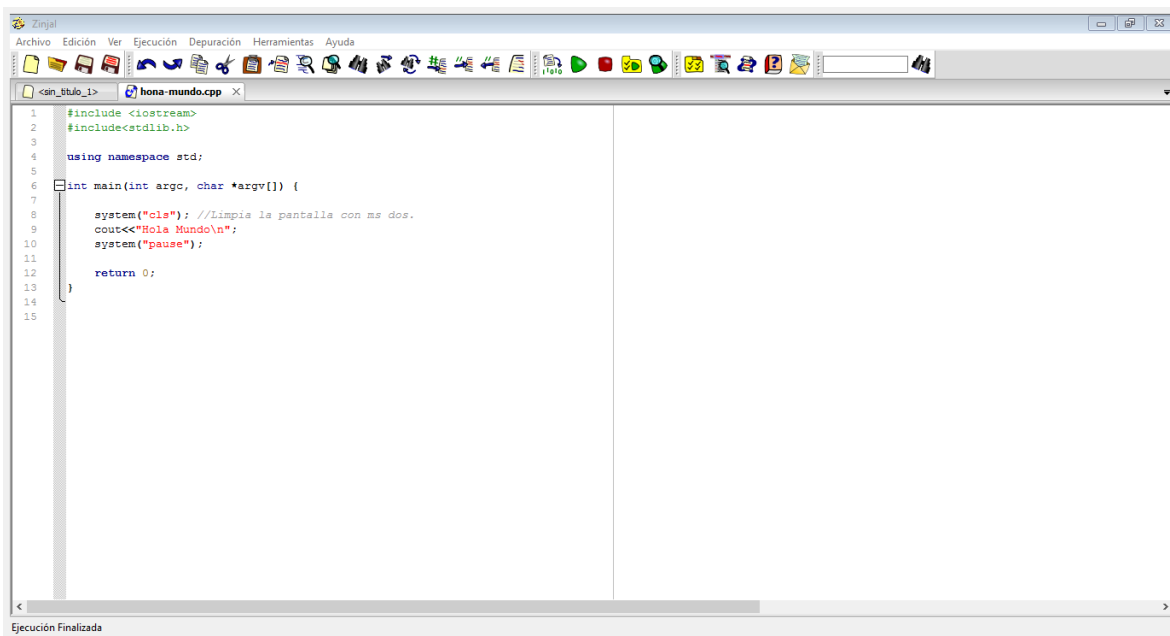 Zinjal
Archivo Edición Ver Ejecución Depuración Herramientas Ayuda
<sin_titulo_1> hona-mundo.cpp
1 #include <iostream>
2 #include<stdlib.h>
3
4 using namespace std;
5
6 int main(int argc, char *argv[]) {
7
8 system("cls"); //Limpia la pantalla con ms dos.
9 cout<<"Hola Mundo\n";
10 system("pause");
11
12 return 0;
13 }
14
15
Ejecución Finalizada